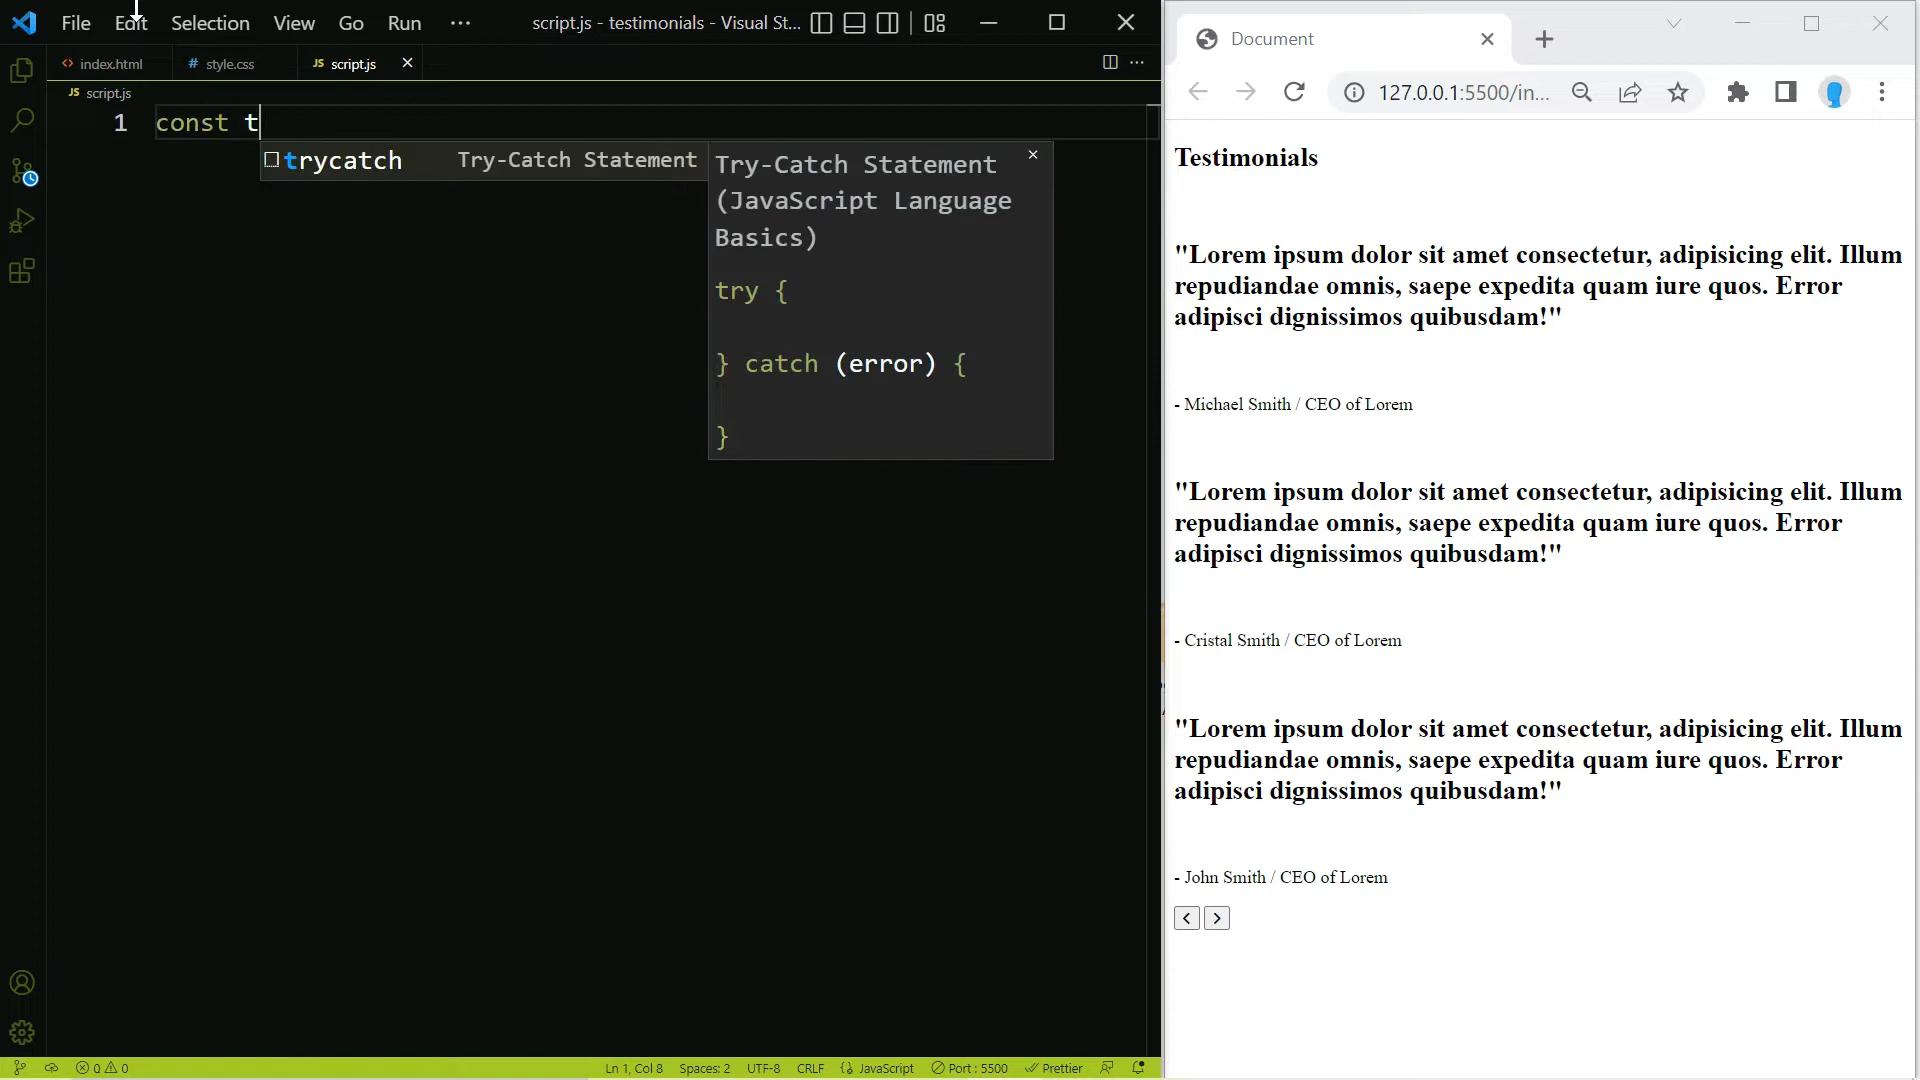 File Edit Selection View Go Run ··· script.js - testimonials - Visual St...
index.html style.css JS script.js
JS script.js
1 const t
trycatch Try-Catch Statement
Try-Catch Statement
(JavaScript Language
Basics)
try {
} catch (error) {
}
0 0 Ln 1, Col 8 Spaces: 2 UTF-8 CRLF JavaScript Port : 5500 Prettier
Document
127.0.0.1:5500/in...
Testimonials
"Lorem ipsum dolor sit amet consectetur, adipisicing elit. Illum
repudiandae omnis, saepe expedita quam iure quos. Error
adipisci dignissimos quibusdam!"
- Michael Smith / CEO of Lorem
"Lorem ipsum dolor sit amet consectetur, adipisicing elit. Illum
repudiandae omnis, saepe expedita quam iure quos. Error
adipisci dignissimos quibusdam!"
- Cristal Smith / CEO of Lorem
"Lorem ipsum dolor sit amet consectetur, adipisicing elit. Illum
repudiandae omnis, saepe expedita quam iure quos. Error
adipisci dignissimos quibusdam!"
- John Smith / CEO of Lorem
< >